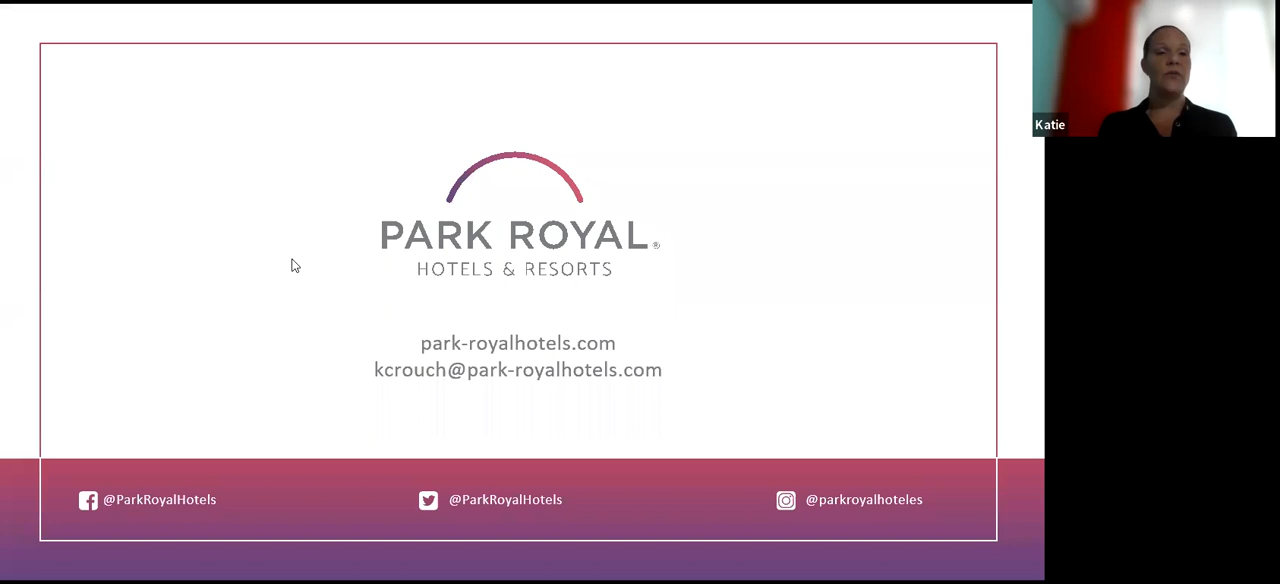 PARK ROYAL®
HOTELS & RESORTS
park-royalhotels.com
kcrouch@park-royalhotels.com
@ParkRoyalHotels
@ParkRoyalHotels
@parkroyalhoteles
Katie